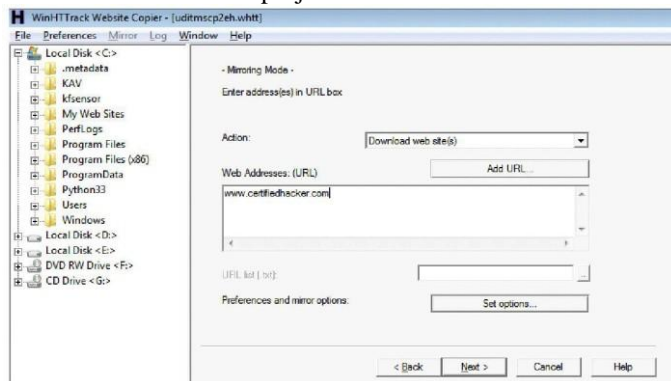 WinHTTrack Website Copier - [uditmscp2eh.whtt]
File Preferences Mirror Log Window Help
Local Disk <C:>
.metadata
KAV
kfsensor
My Web Sites
PerfLogs
Program Files
Program Files (x86)
ProgramData
Python33
Users
Windows
Local Disk <D:>
Local Disk <E:>
DVD RW Drive <F:>
CD Drive <G:>
- Mirroring Mode -
Enter address(es) in URL box
Action: Download web site(s)
Web Addresses: (URL) Add URL...
www.certifiedhacker.com
URL list (.txt): ..
Preferences and mirror options: Set options...
< Back Next > Cancel Help